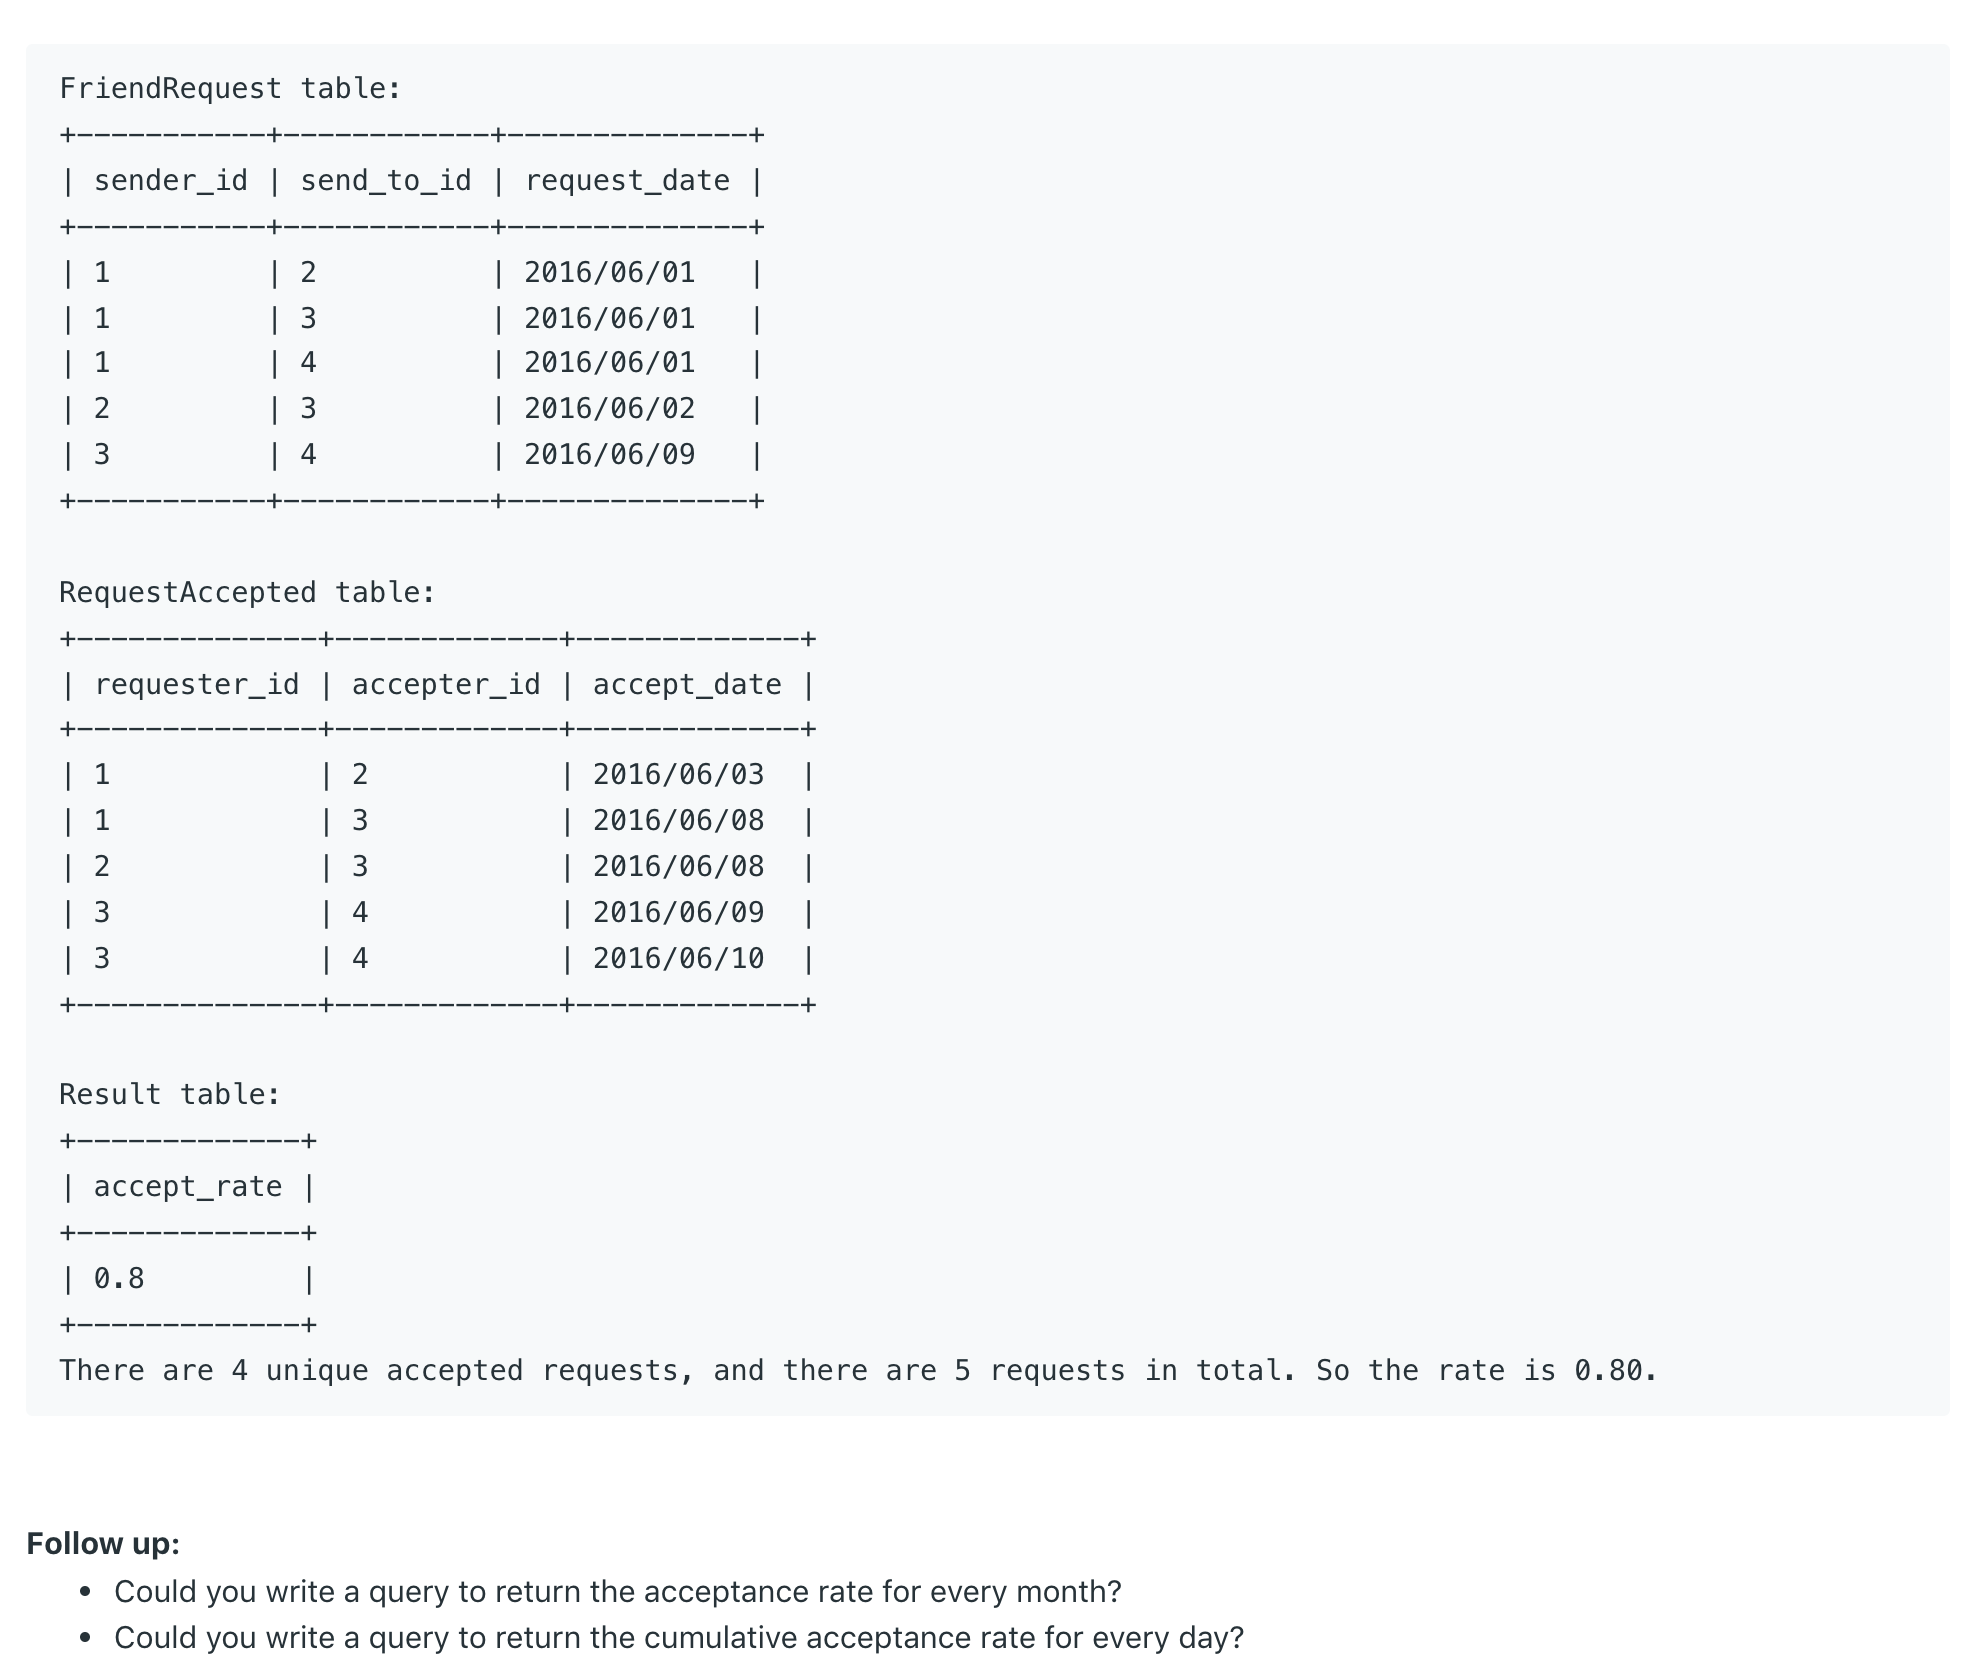 FriendRequest table:
+-----------+------------+--------------+
| sender_id | send_to_id | request_date |
+-----------+------------+--------------+
| 1         | 2          | 2016/06/01   |
| 1         | 3          | 2016/06/01   |
| 1         | 4          | 2016/06/01   |
| 2         | 3          | 2016/06/02   |
| 3         | 4          | 2016/06/09   |
+-----------+------------+--------------+

RequestAccepted table:
+--------------+-------------+-------------+
| requester_id | accepter_id | accept_date |
+--------------+-------------+-------------+
| 1            | 2           | 2016/06/03  |
| 1            | 3           | 2016/06/08  |
| 2            | 3           | 2016/06/08  |
| 3            | 4           | 2016/06/09  |
| 3            | 4           | 2016/06/10  |
+--------------+-------------+-------------+

Result table:
+-------------+
| accept_rate |
+-------------+
| 0.8         |
+-------------+
There are 4 unique accepted requests, and there are 5 requests in total. So the rate is 0.80.

Follow up:
• Could you write a query to return the acceptance rate for every month?
• Could you write a query to return the cumulative acceptance rate for every day?